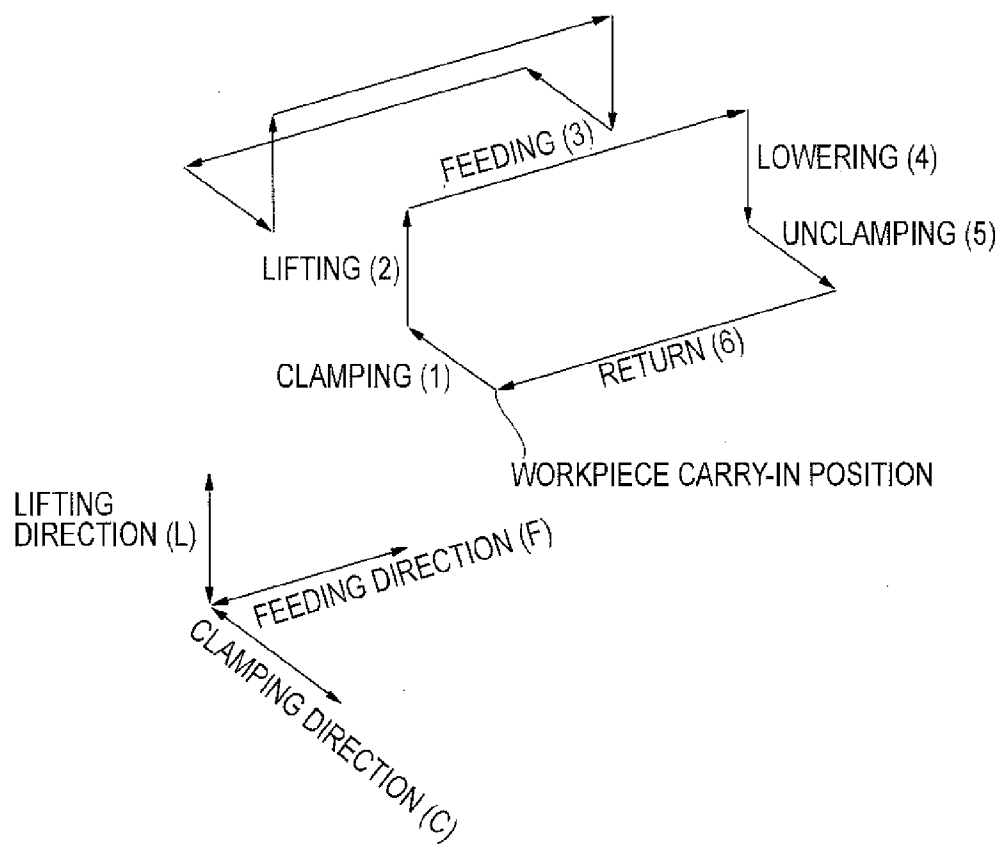 FEEDING (3)
LOWERING (4)
UNCLAMPING (5)
LIFTING (2)
CLAMPING (1)
RETURN (6)
WORKPIECE CARRY-IN POSITION
LIFTING
DIRECTION (L)
FEEDING DIRECTION (F)
CLAMPING DIRECTION (C)